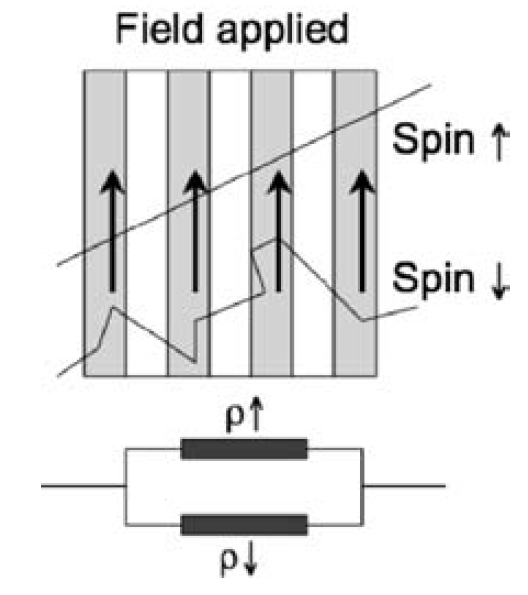 Field applied
Spin ↑
Spin ↓
ρ↑
ρ↓